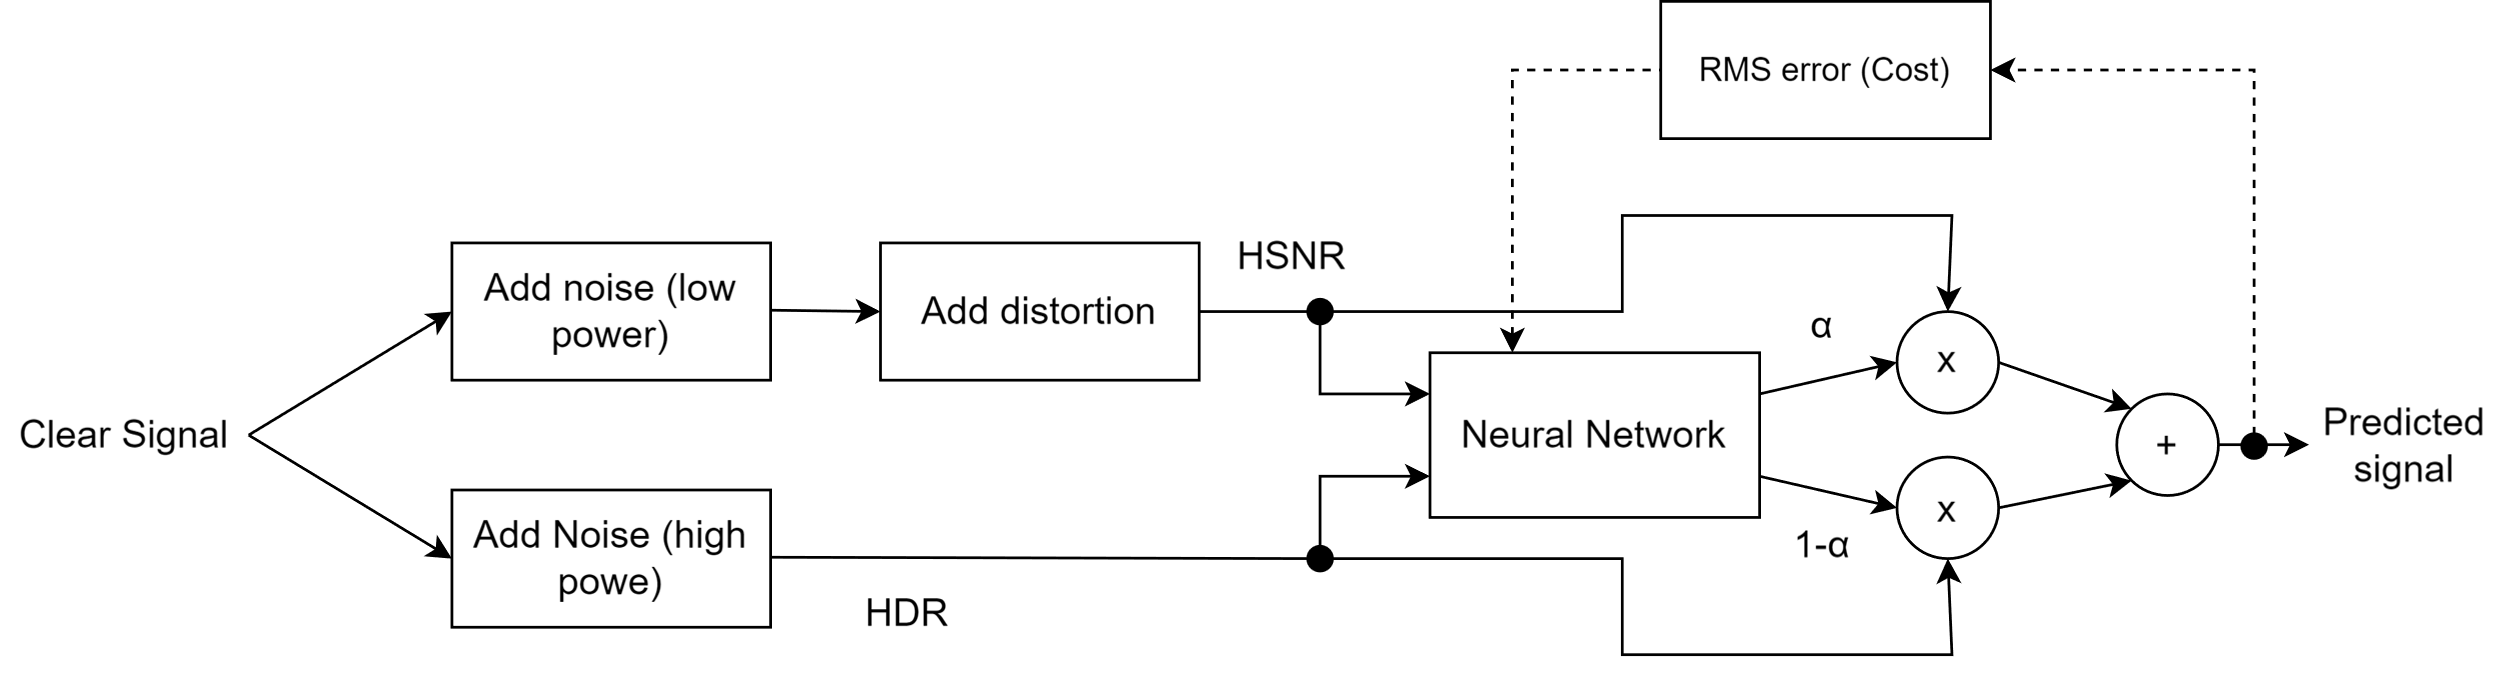 RMS error (Cost)
HSNR
Add noise (low
power)
Add distortion
α
x
Clear Signal
Neural Network
+
Predicted
signal
Add Noise (high
powe)
x
1-α
HDR